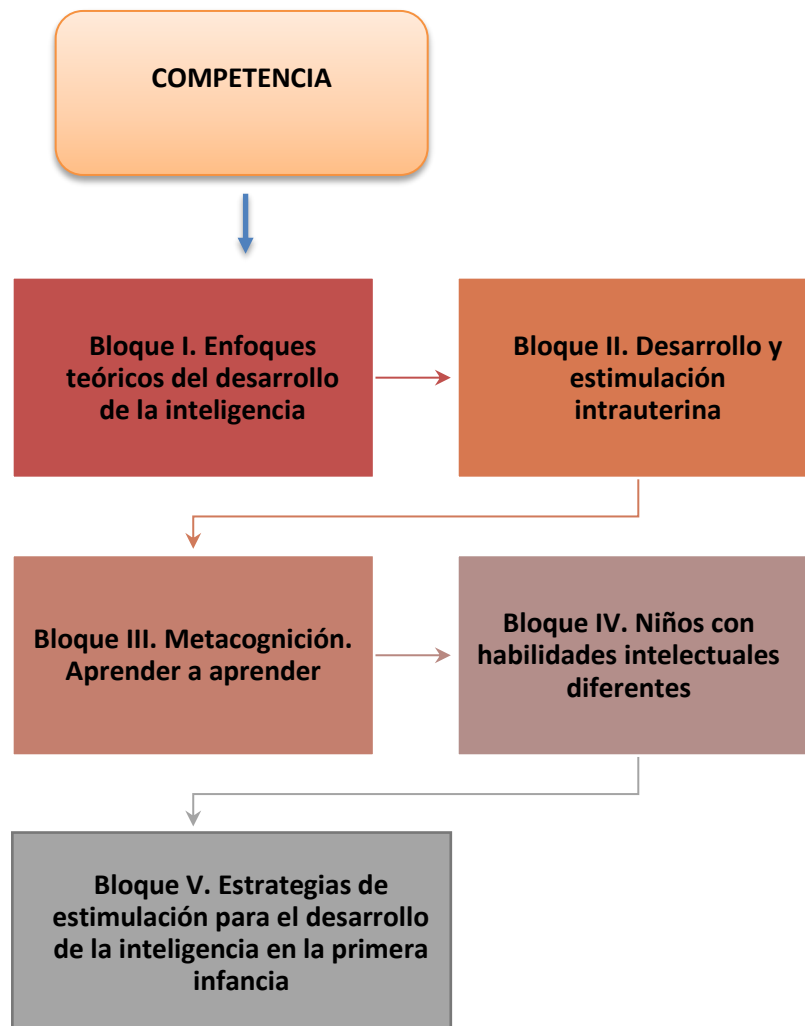 COMPETENCIA
Bloque I. Enfoques
teóricos del desarrollo
de la inteligencia
Bloque II. Desarrollo y
estimulación
intrauterina
Bloque III. Metacognición.
Aprender a aprender
Bloque IV. Niños con
habilidades intelectuales
diferentes
Bloque V. Estrategias de
estimulación para el desarrollo
de la inteligencia en la primera
infancia